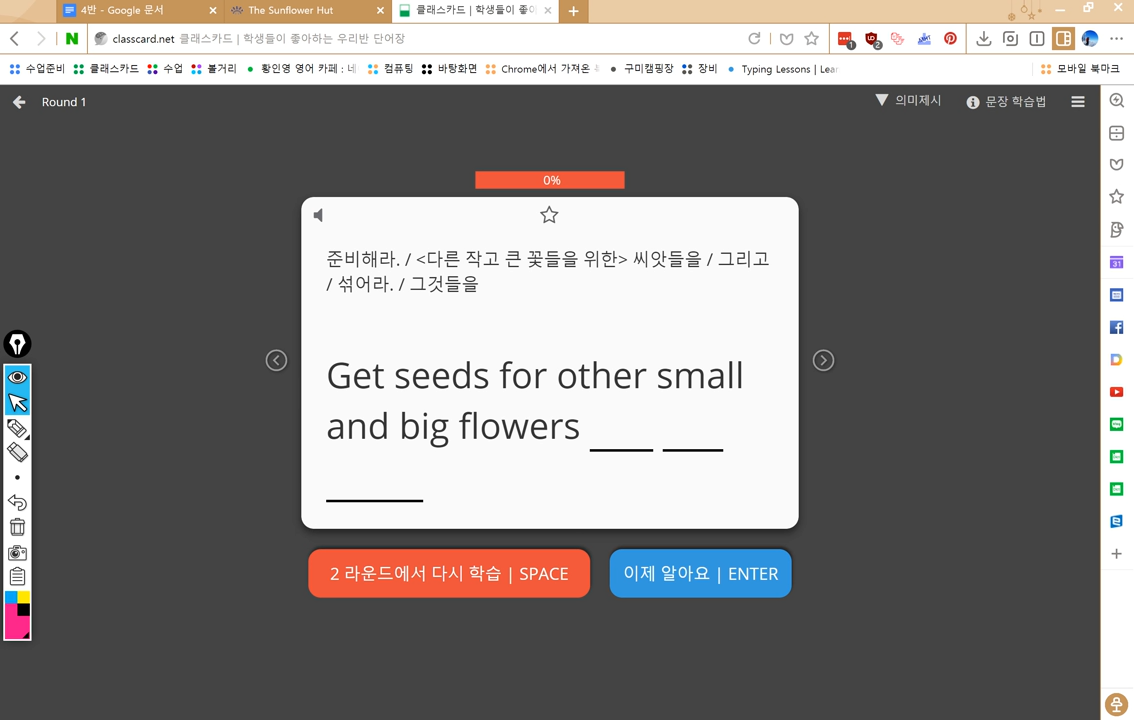 4반 - Google 문서
The Sunflower Hut
클래스카드 | 학생들이 좋아
classcard.net 클래스카드 | 학생들이 좋아하는 우리반 단어장
수업준비 클래스카드 수업 볼거리 황인영 영어 카페 : 네 컴퓨팅 바탕화면 Chrome에서 가져온 구미캠핑장 장비 Typing Lessons | Lear 모바일 북마크
Round 1
의미제시
문장 학습법
0%
준비해라. / <다른 작고 큰 꽃들을 위한> 씨앗들을 / 그리고
/ 섞어라. / 그것들을
Get seeds for other small
and big flowers
2 라운드에서 다시 학습 | SPACE
이제 알아요 | ENTER